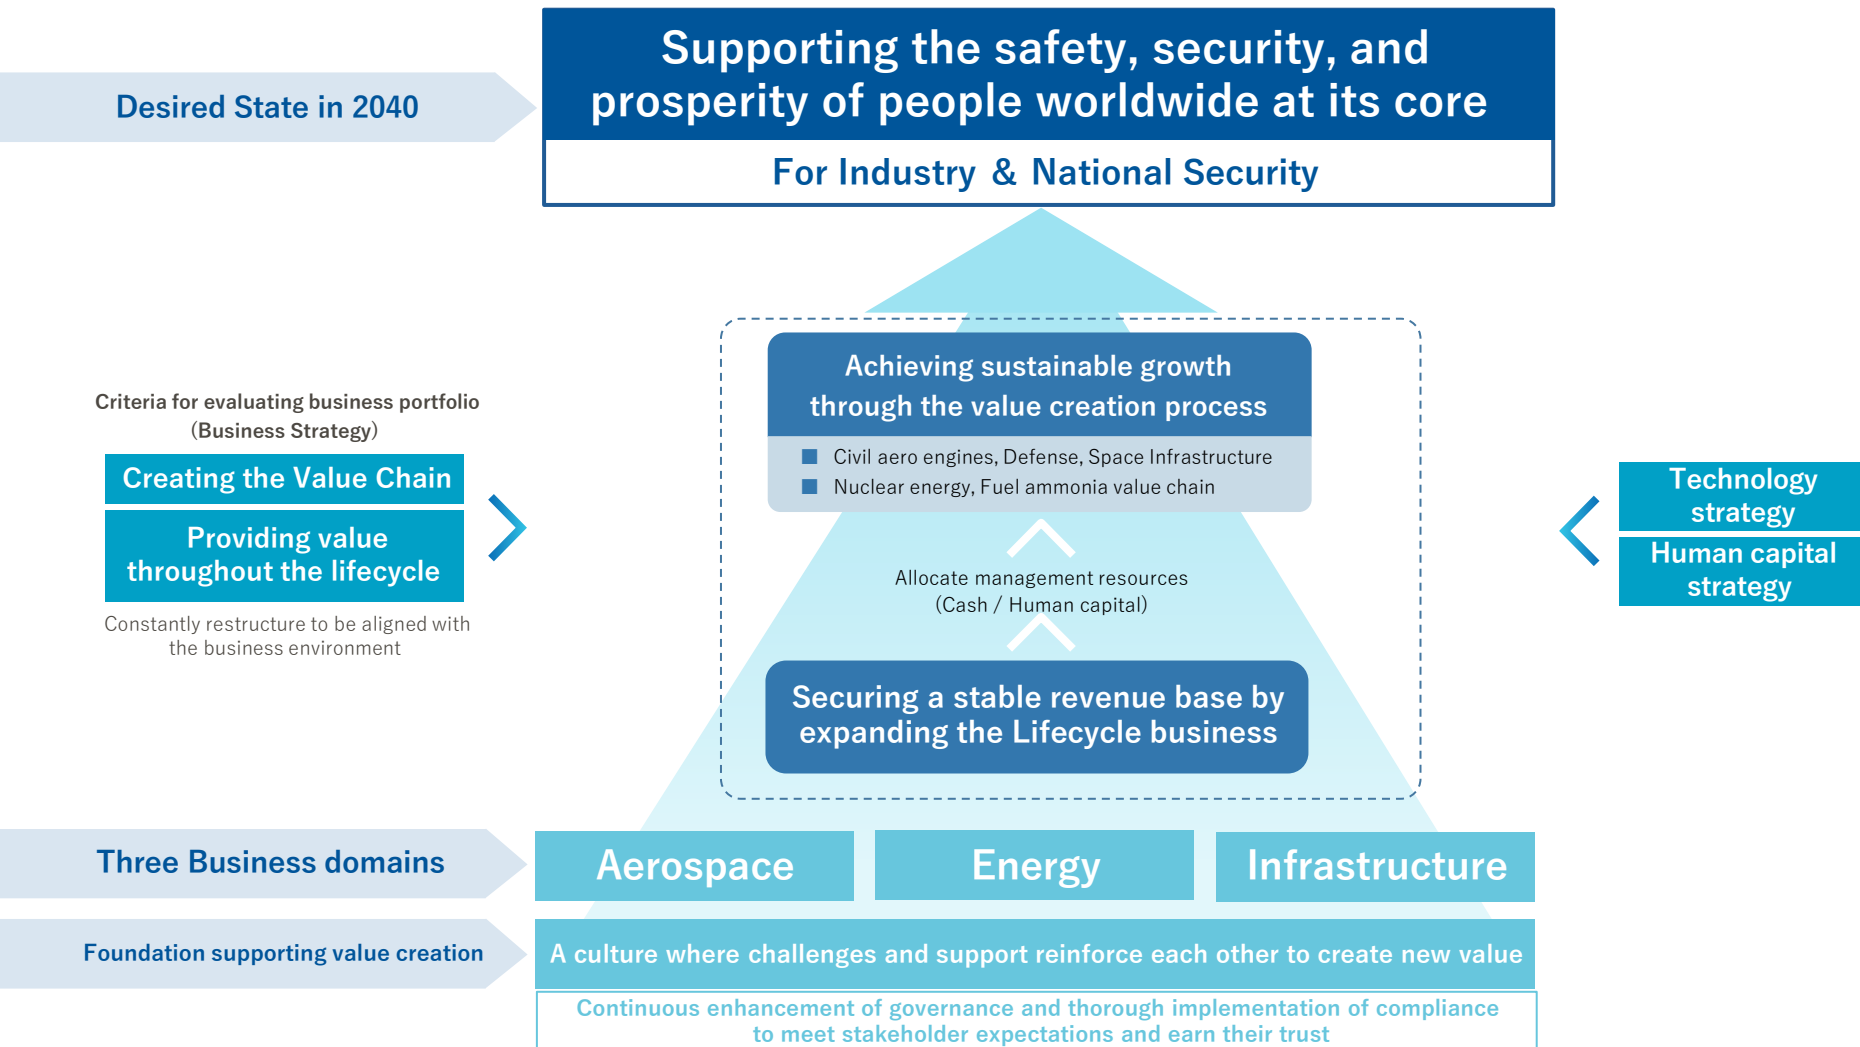 Desired State in 2040
Supporting the safety, security, and
prosperity of people worldwide at its core
For Industry & National Security
Criteria for evaluating business portfolio
(Business Strategy)
Creating the Value Chain
Providing value
throughout the lifecycle
Constantly restructure to be aligned with
the business environment
Achieving sustainable growth
through the value creation process
■ Civil aero engines, Defense, Space Infrastructure
■ Nuclear energy, Fuel ammonia value chain
Allocate management resources
(Cash / Human capital)
Securing a stable revenue base by
expanding the Lifecycle business
Technology
strategy
Human capital
strategy
Three Business domains
Aerospace
Energy
Infrastructure
Foundation supporting value creation
A culture where challenges and support reinforce each other to create new value
Continuous enhancement of governance and thorough implementation of compliance
to meet stakeholder expectations and earn their trust